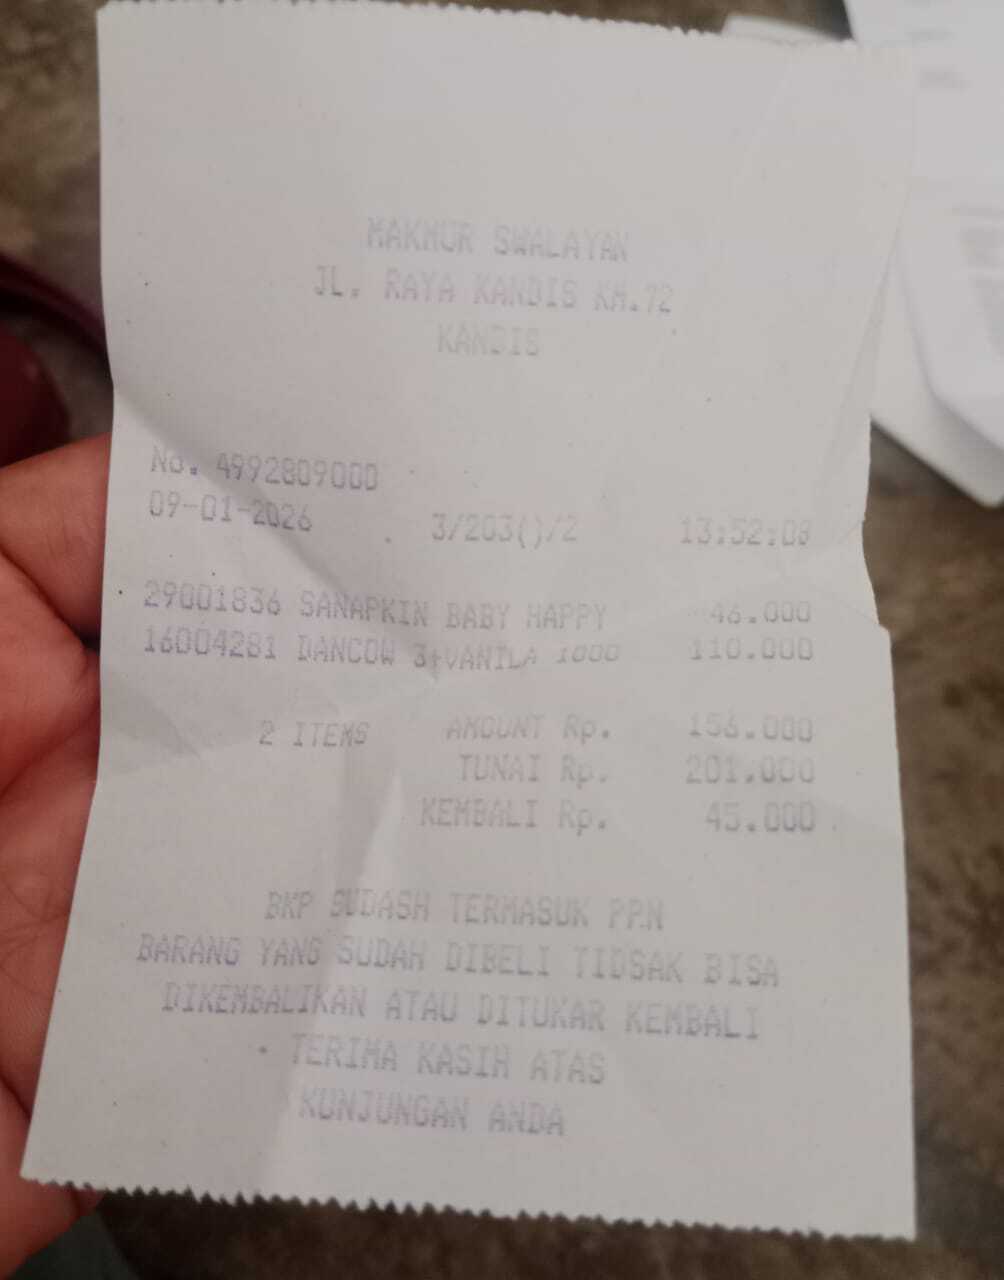 MAKMUR SWALAYAN
JL. RAYA KANDIS KM.72
KANDIS
No. 4992809000
09-01-2026 3/203()/2 13:52:08
29001836 SANAPKIN BABY HAPPY 46.000
16004281 DANCOW 3+VANILA 1000 110.000
2 ITEMS AMOUNT Rp. 156.000
TUNAI Rp. 201.000
KEMBALI Rp. 45.000
BKP SUDASH TERMASUK PPN
BARANG YANG SUDAH DIBELI TIDSAK BISA
DIKEMBALIKAN ATAU DITUKAR KEMBALI
TERIMA KASIH ATAS
KUNJUNGAN ANDA